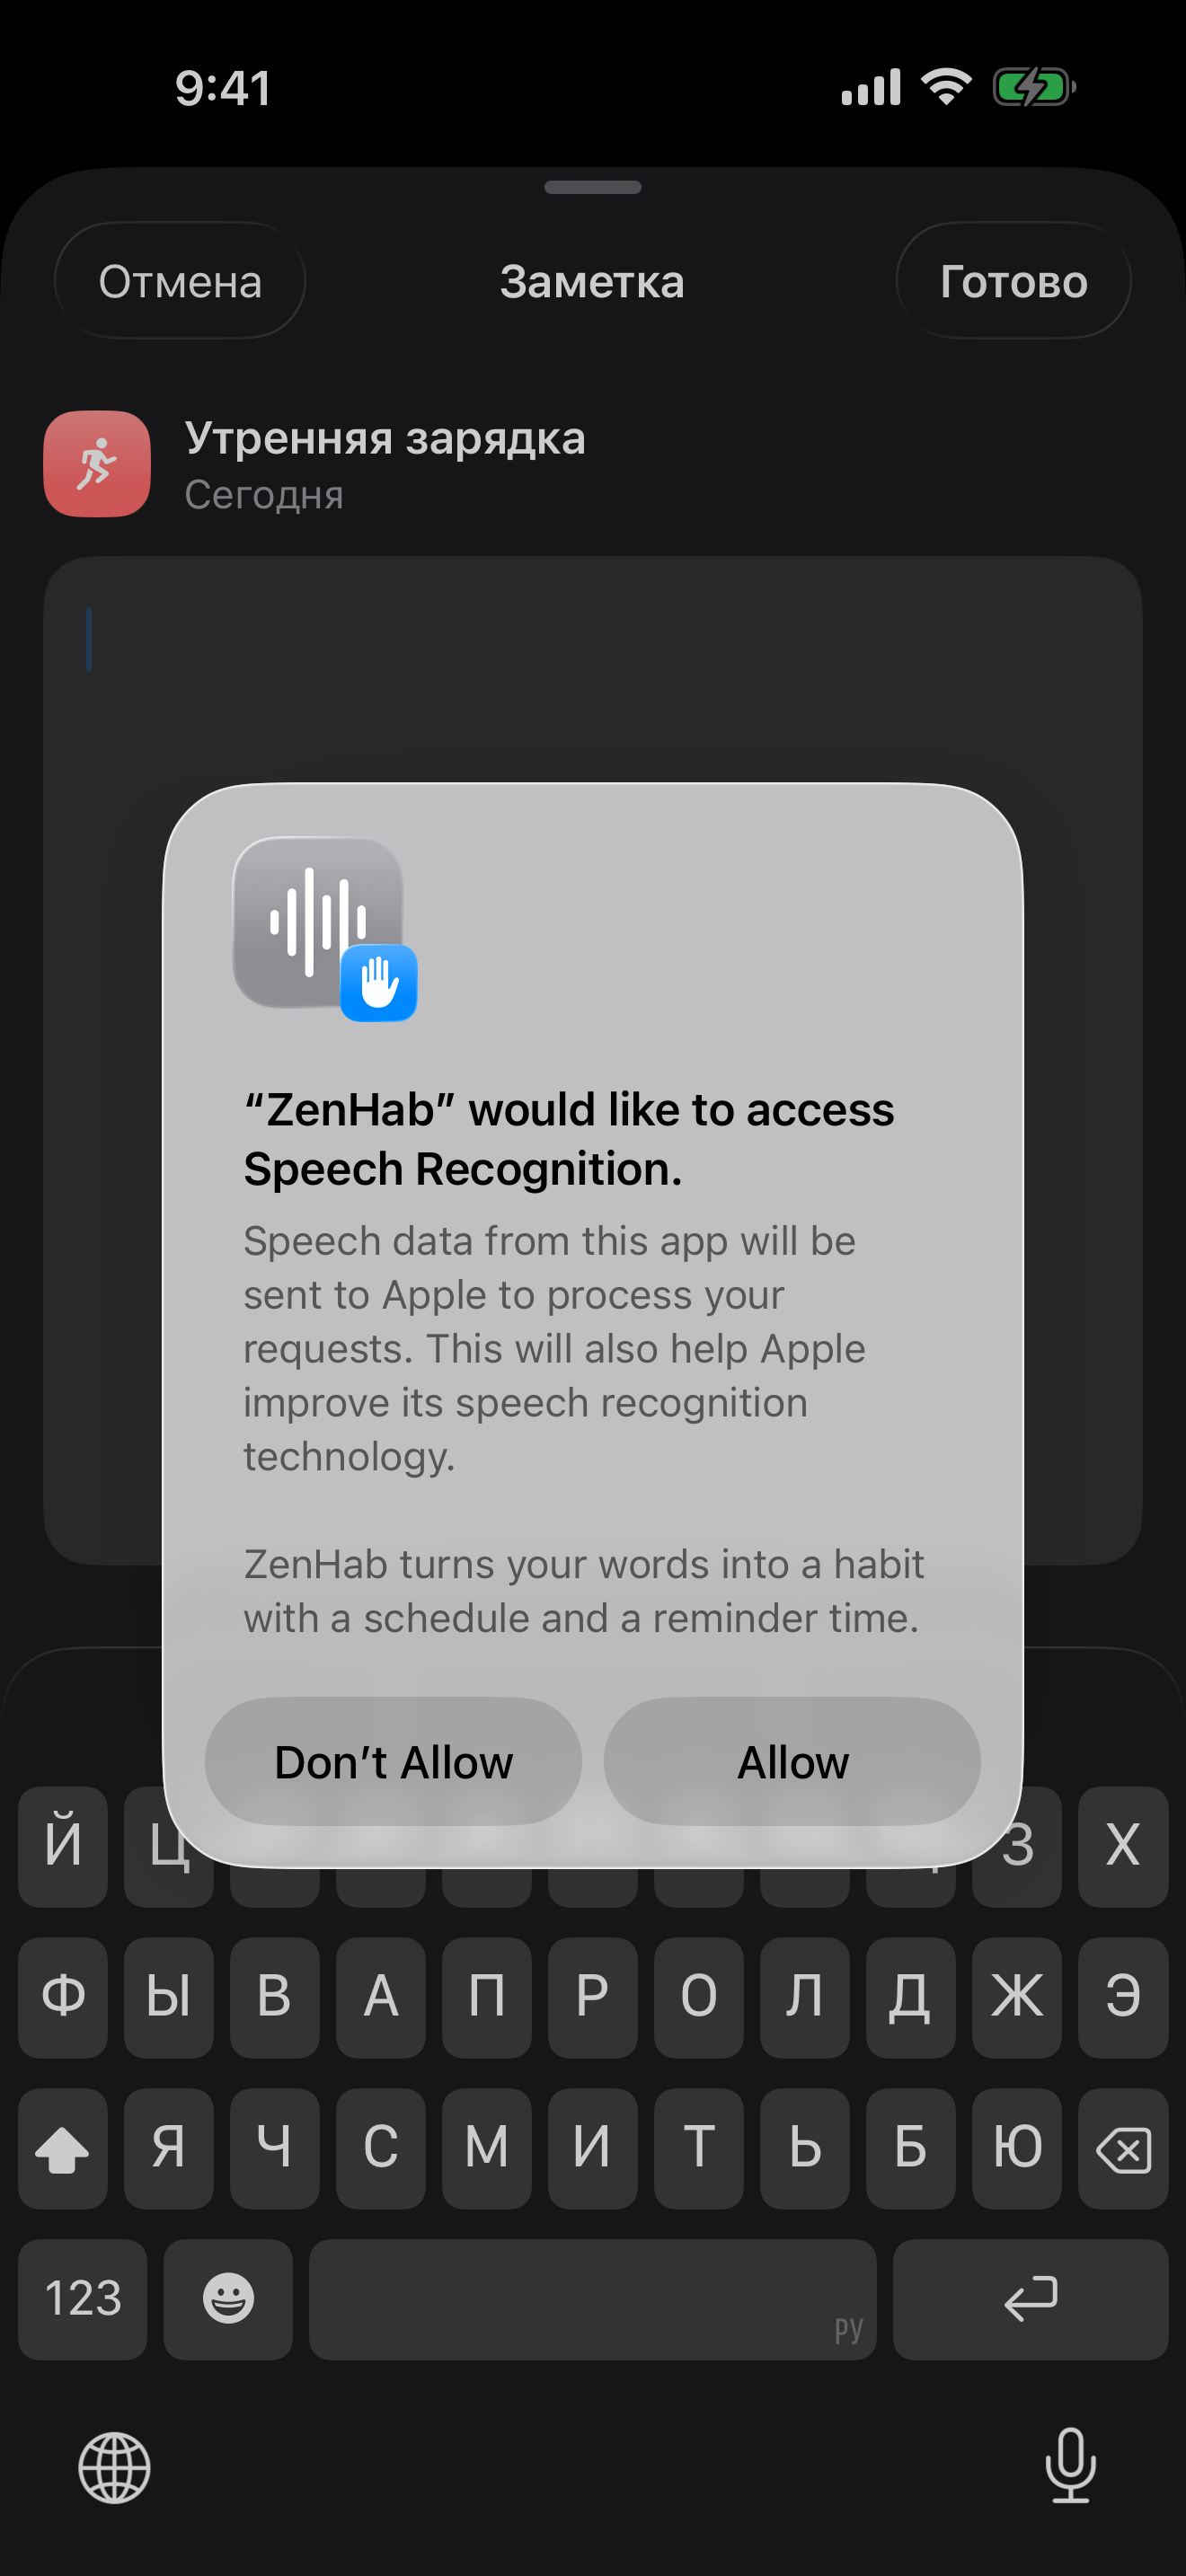 9:41
Отмена
Заметка
Готово
Утренняя зарядка
Сегодня
“ZenHab” would like to access
Speech Recognition.
Speech data from this app will be
sent to Apple to process your
requests. This will also help Apple
improve its speech recognition
technology.
ZenHab turns your words into a habit
with a schedule and a reminder time.
Don’t Allow
Allow
Й Ц З Х
Ф Ы В А П Р О Л Д Ж Э
Я Ч С М И Т Ь Б Ю
123
РУ